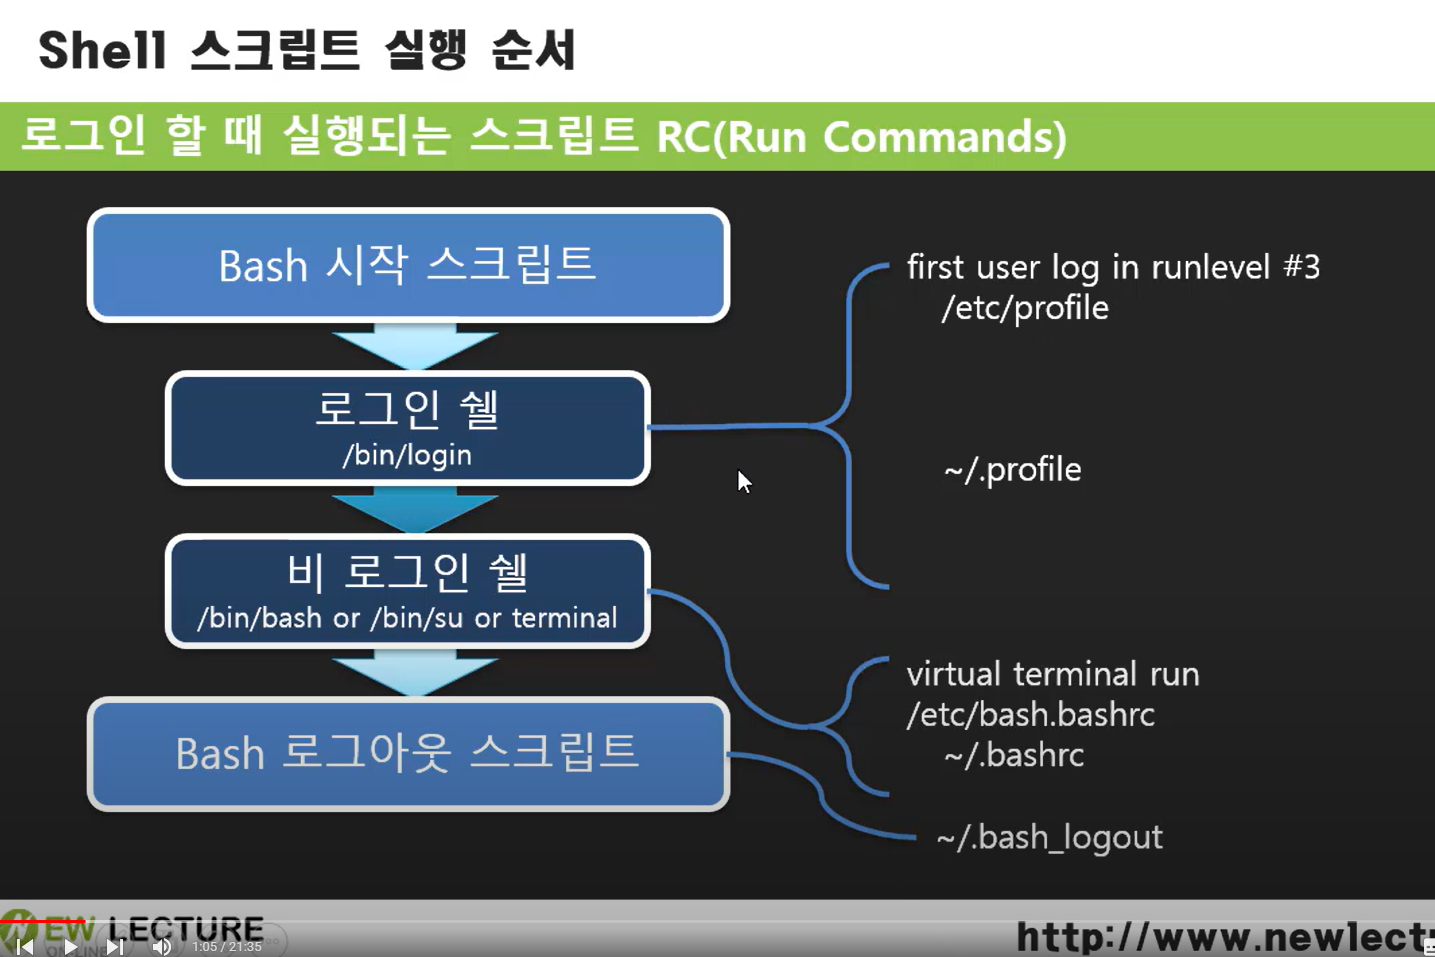 Shell 스크립트 실행 순서
로그인 할 때 실행되는 스크립트 RC(Run Commands)
Bash 시작 스크립트
로그인 쉘
/bin/login
비 로그인 쉘
/bin/bash or /bin/su or terminal
Bash 로그아웃 스크립트
first user log in runlevel #3
/etc/profile
~/.profile
virtual terminal run
/etc/bash.bashrc
~/.bashrc
~/.bash_logout
NEW LECTURE
ONLINE
1:05 / 21:35
http://www.newlectu